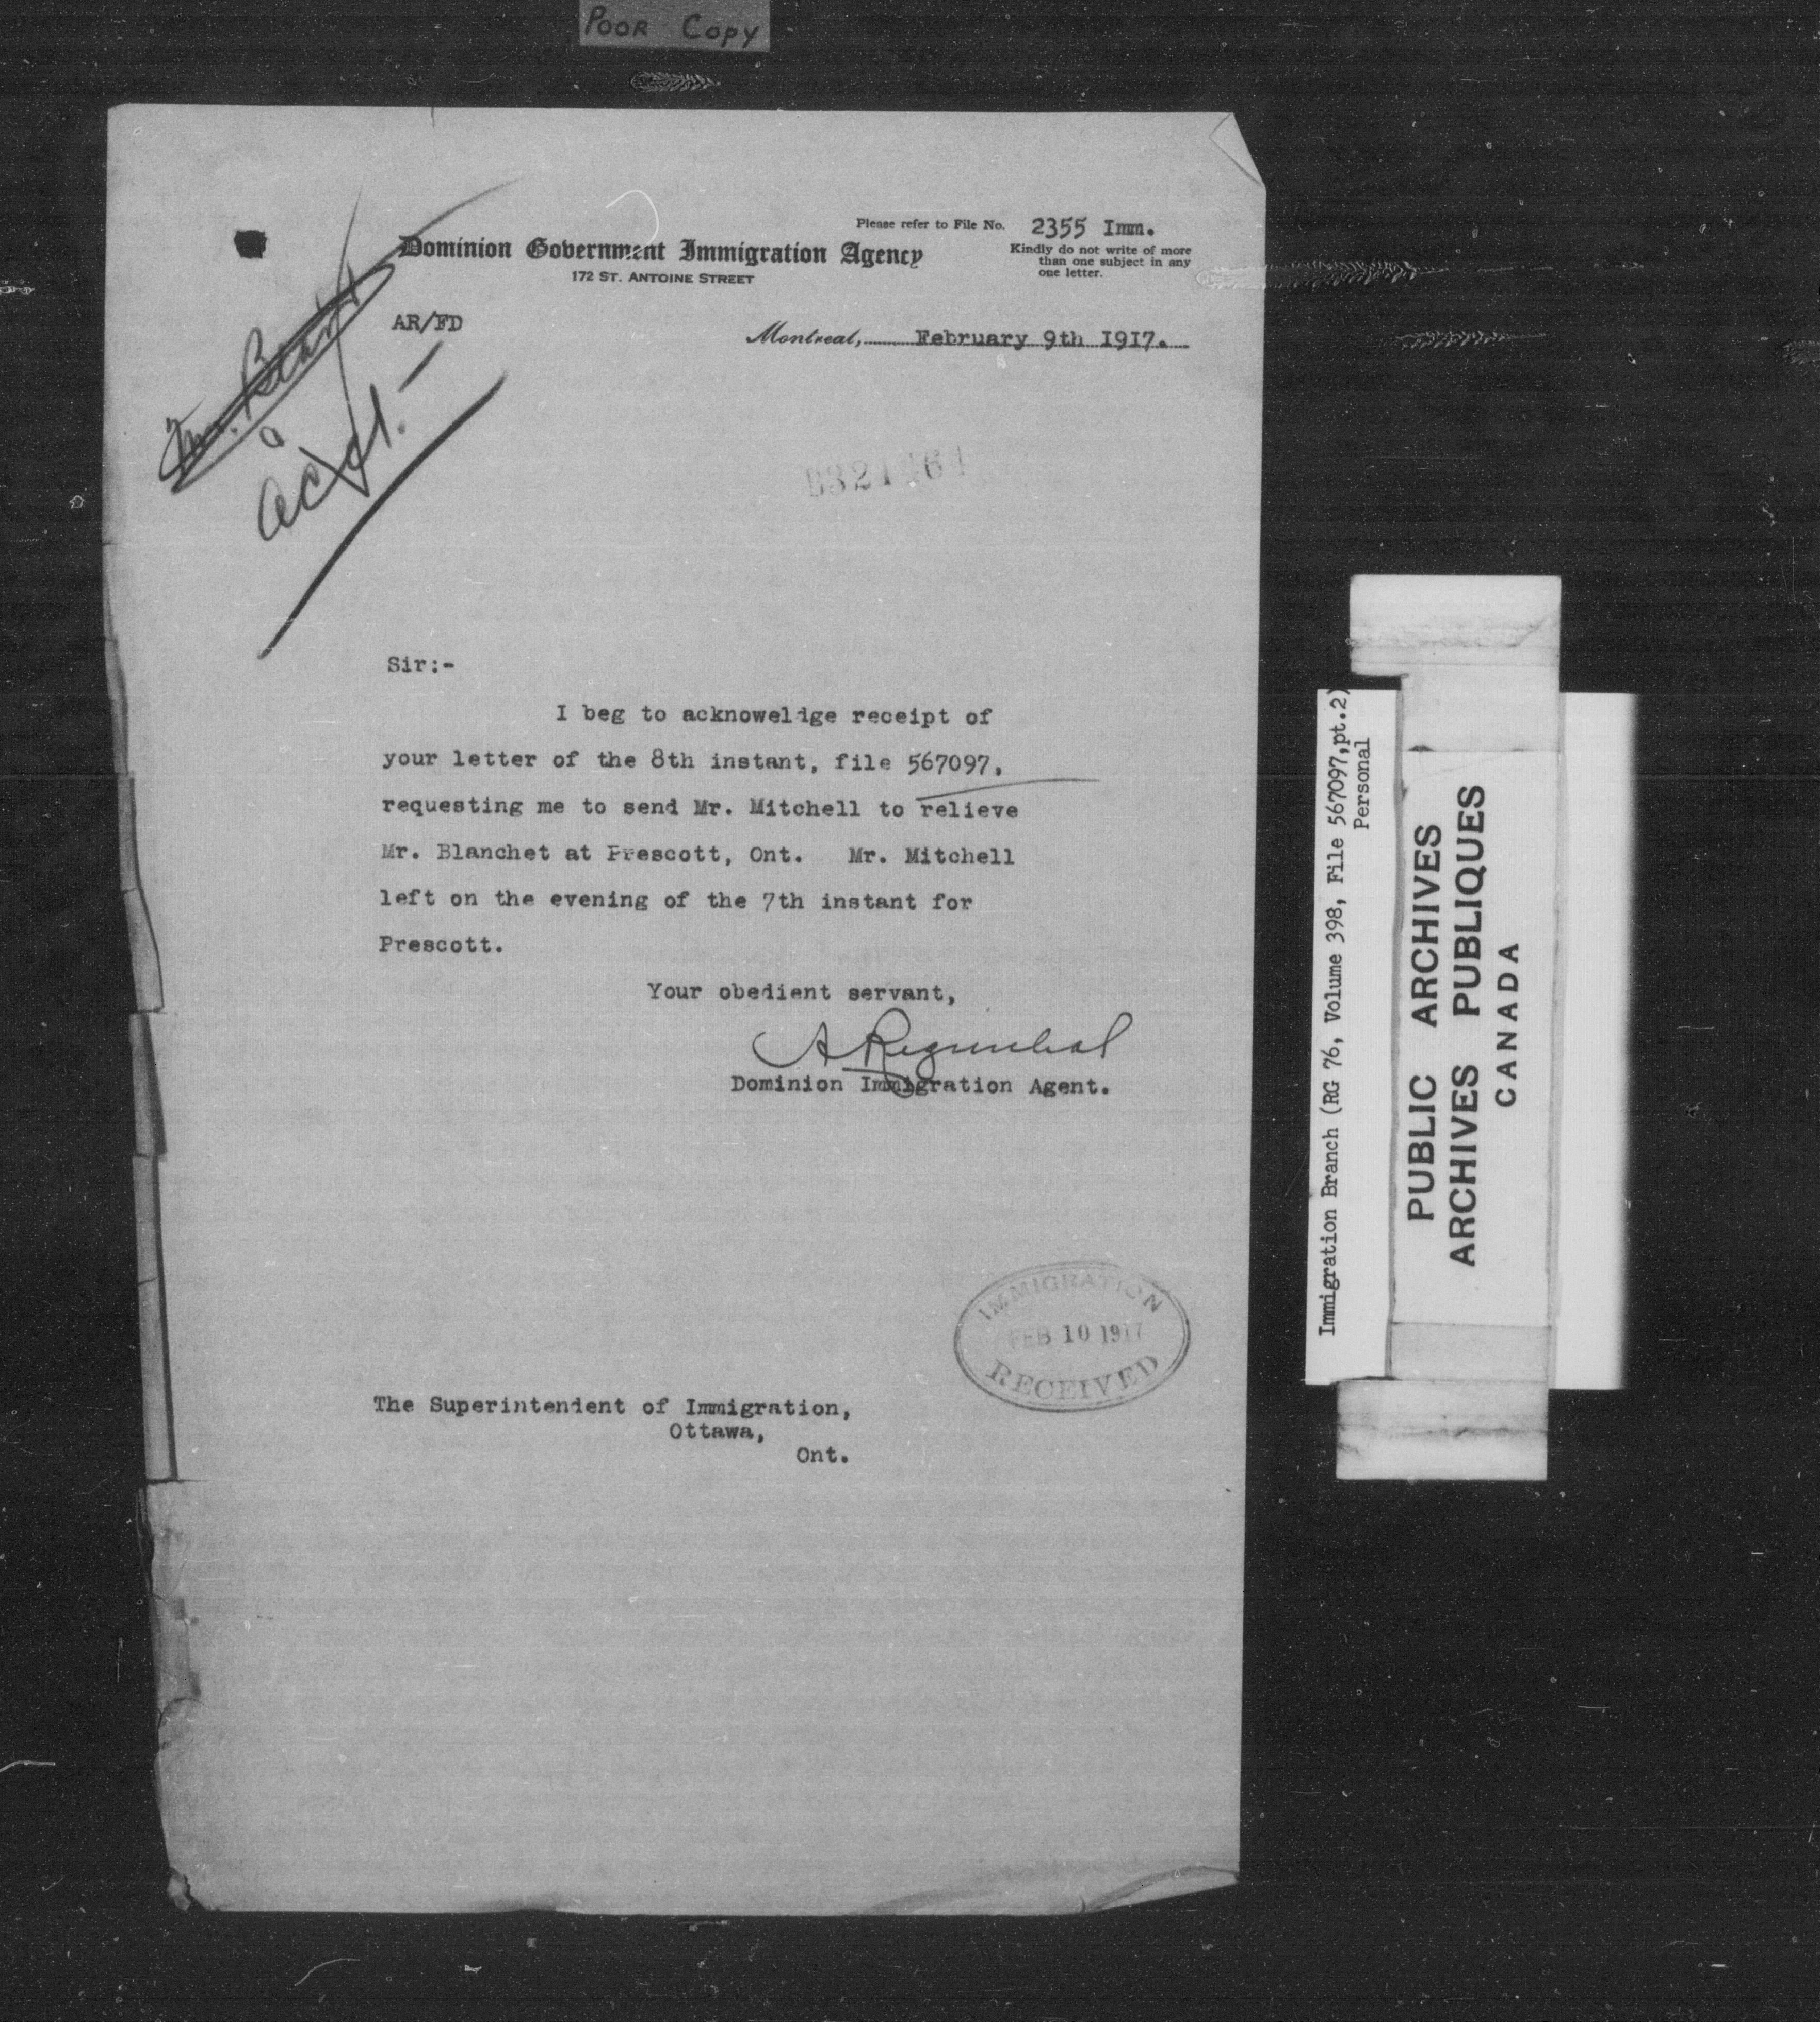 POOR COPY
Please refer to File No. 2355 Imm.
Dominion Government Immigration Agency
Kindly do not write of more
than one subject in any
one letter.
172 ST. ANTOINE STREET
AR/FD
Montreal, February 9th 1917.
Mr.
Sir:-
I beg to acknowelige receipt of
your letter of the 8th instant, file 567097,
requesting me to send Mr. Mitchell to relieve
Mr. Blanchet at Prescott, Ont. Mr. Mitchell
left on the evening of the 7th instant for
Prescott.
Your obedient servant,
Dominion Immigration Agent.
IMMIGRATION
FEB 10 1917
RECEIVED
The Superintendent of Immigration,
Ottawa,
Ont.
Immigration Branch (RG 76, Volume 398, File 567097,pt.2)
Personal
PUBLIC ARCHIVES
ARCHIVES PUBLIQUES
CANADA